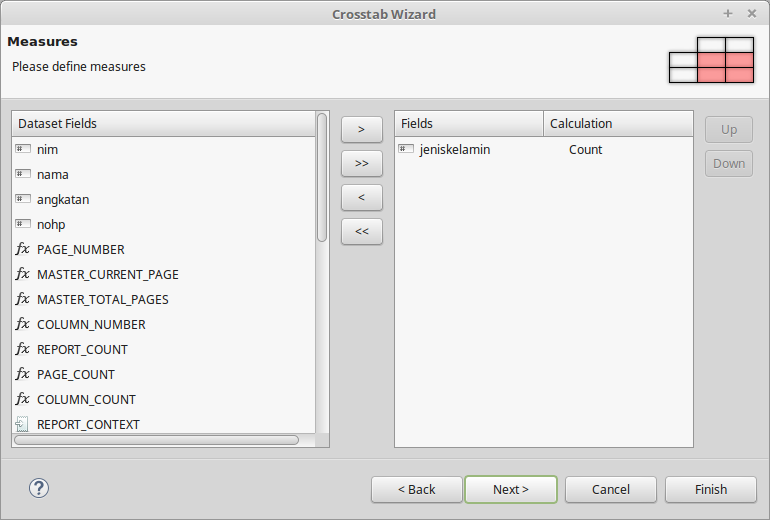 Crosstab Wizard
Measures
Please define measures
Dataset Fields
nim
nama
angkatan
nohp
fx PAGE_NUMBER
fx MASTER_CURRENT_PAGE
fx MASTER_TOTAL_PAGES
fx COLUMN_NUMBER
fx REPORT_COUNT
fx PAGE_COUNT
fx COLUMN_COUNT
REPORT_CONTEXT
>
>>
<
<<
Fields Calculation
jeniskelamin Count
Up
Down
? < Back Next > Cancel Finish